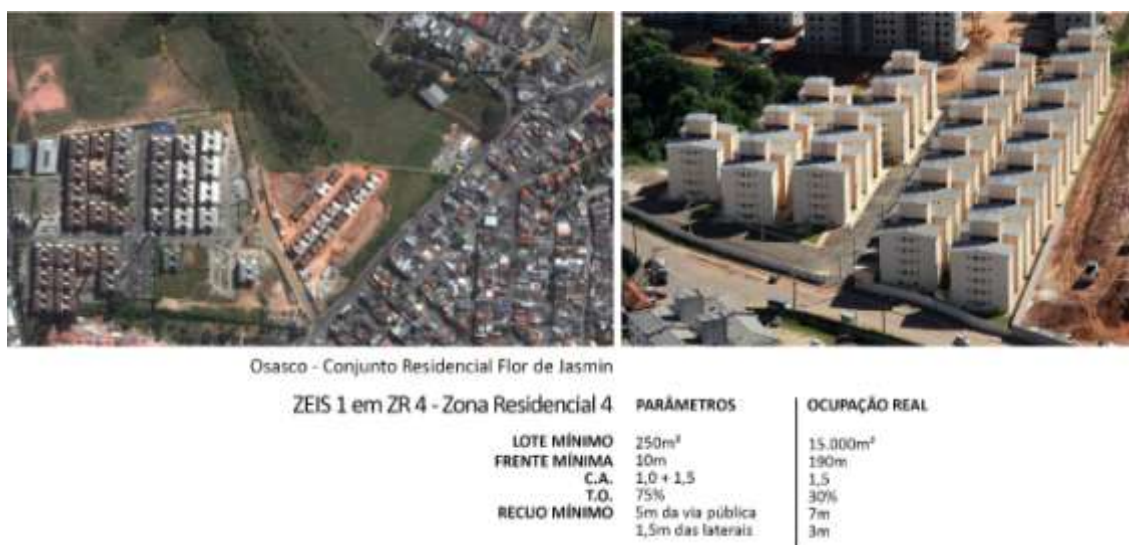 Osasco - Conjunto Residencial Flor de Jasmin
ZEIS 1 em ZR 4 - Zona Residencial 4 PARÂMETROS OCUPAÇÃO REAL
LOTE MÍNIMO 250m² 15.000m²
FRENTE MÍNIMA 10m 190m
C.A. 1,0 + 1,5 1,5
T.O. 75% 30%
RECUO MÍNIMO 5m da via pública 7m
1,5m das laterais 3m